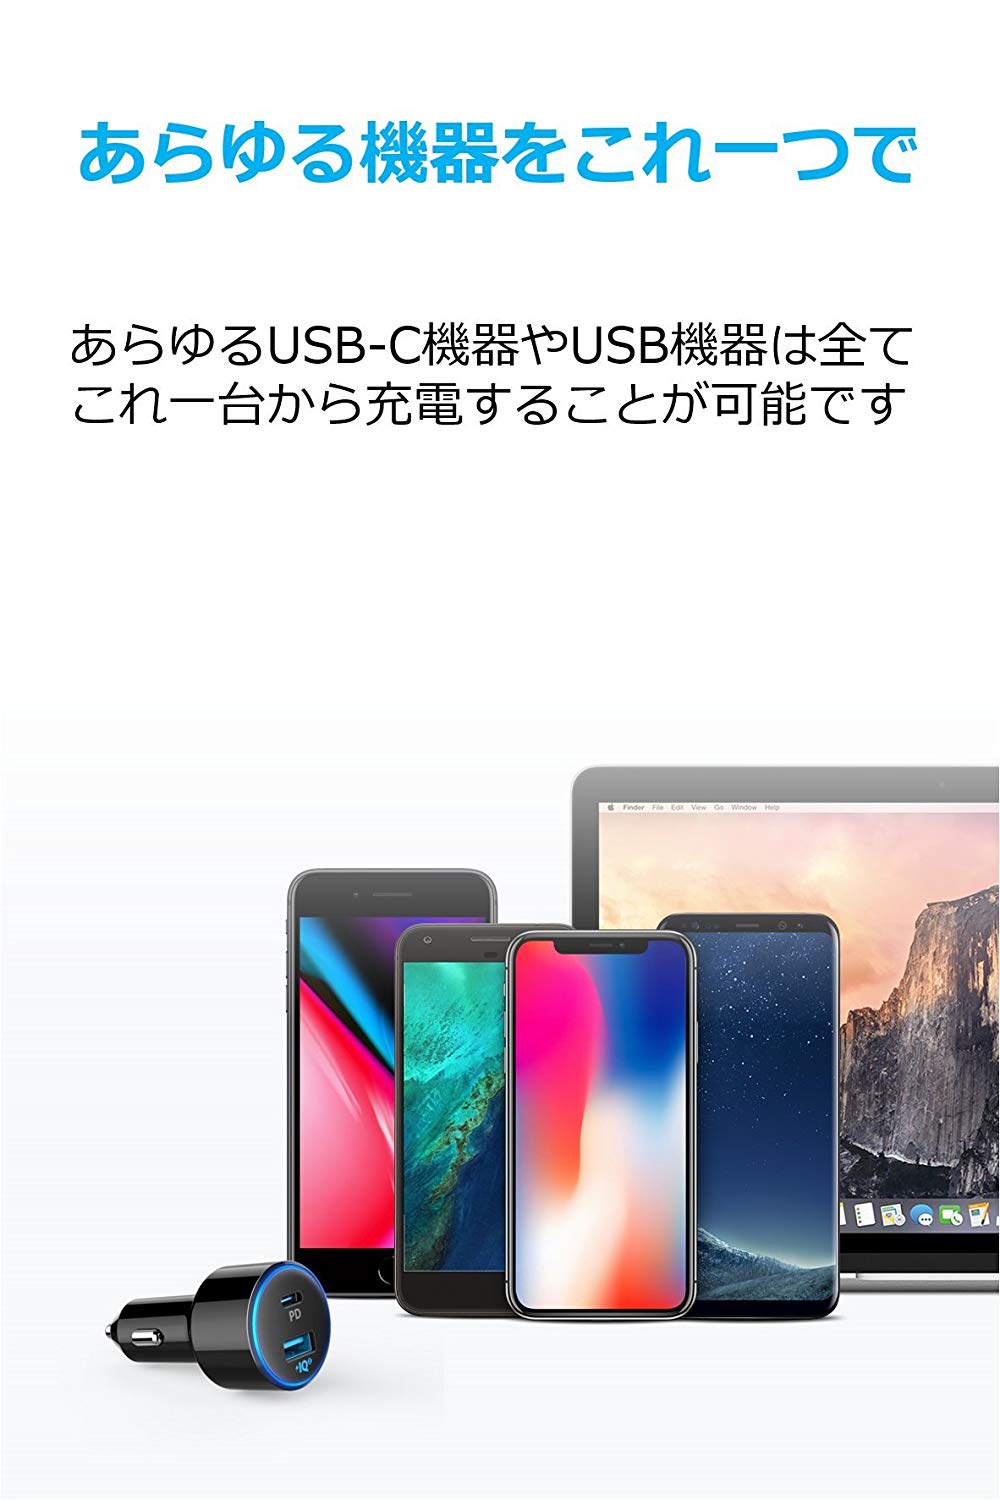 あらゆる機器をこれ一つで
あらゆるUSB-C機器やUSB機器は全て
これ一台から充電することが可能です
Finder File Edit View Go Window Help
PD
IQ2